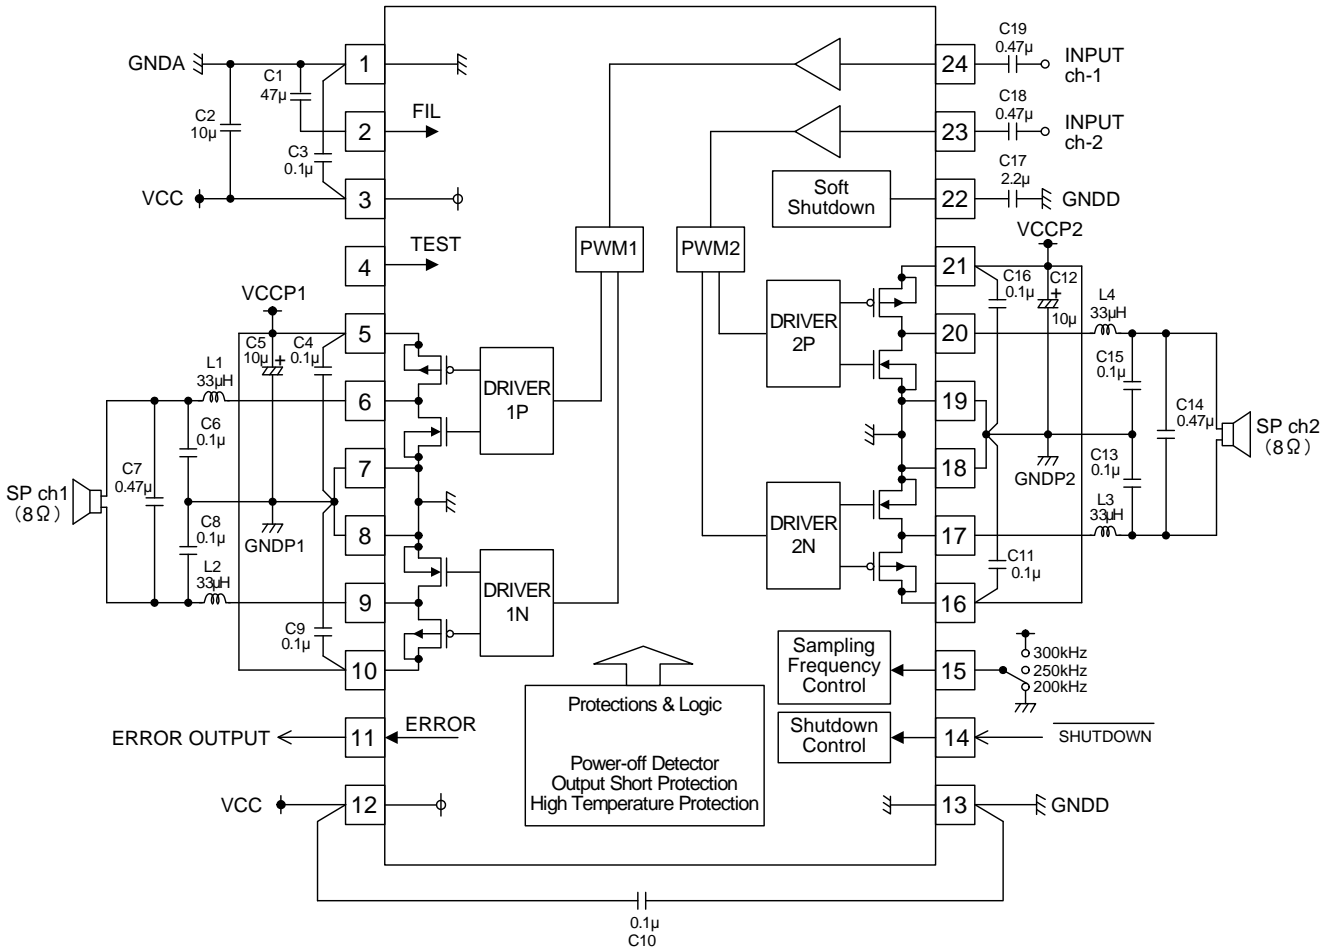 GNDA
C1
47µ
C2
10µ
C3
0.1µ
VCC
1
2
3
4
FIL
TEST
VCCP1
C5
10µ
+
C4
0.1µ
L1
33µH
C6
0.1µ
C7
0.47µ
SP ch1
(8Ω)
C8
0.1µ
GNDP1
L2
33µH
C9
0.1µ
5
6
7
8
9
10
11
12
ERROR OUTPUT
ERROR
VCC
DRIVER
1P
DRIVER
1N
PWM1
PWM2
Soft
Shutdown
DRIVER
2P
DRIVER
2N
Protections & Logic
Power-off Detector
Output Short Protection
High Temperature Protection
Sampling
Frequency
Control
Shutdown
Control
24
23
22
21
20
19
18
17
16
15
14
13
C19
0.47µ
INPUT
ch-1
C18
0.47µ
INPUT
ch-2
C17
2.2µ
GNDD
VCCP2
C16
0.1µ
C12
+
10µ
L4
33µH
C15
0.1µ
C14
0.47µ
SP ch2
(8Ω)
C13
0.1µ
GNDP2
L3
33µH
C11
0.1µ
300kHz
250kHz
200kHz
SHUTDOWN
GNDD
0.1µ
C10